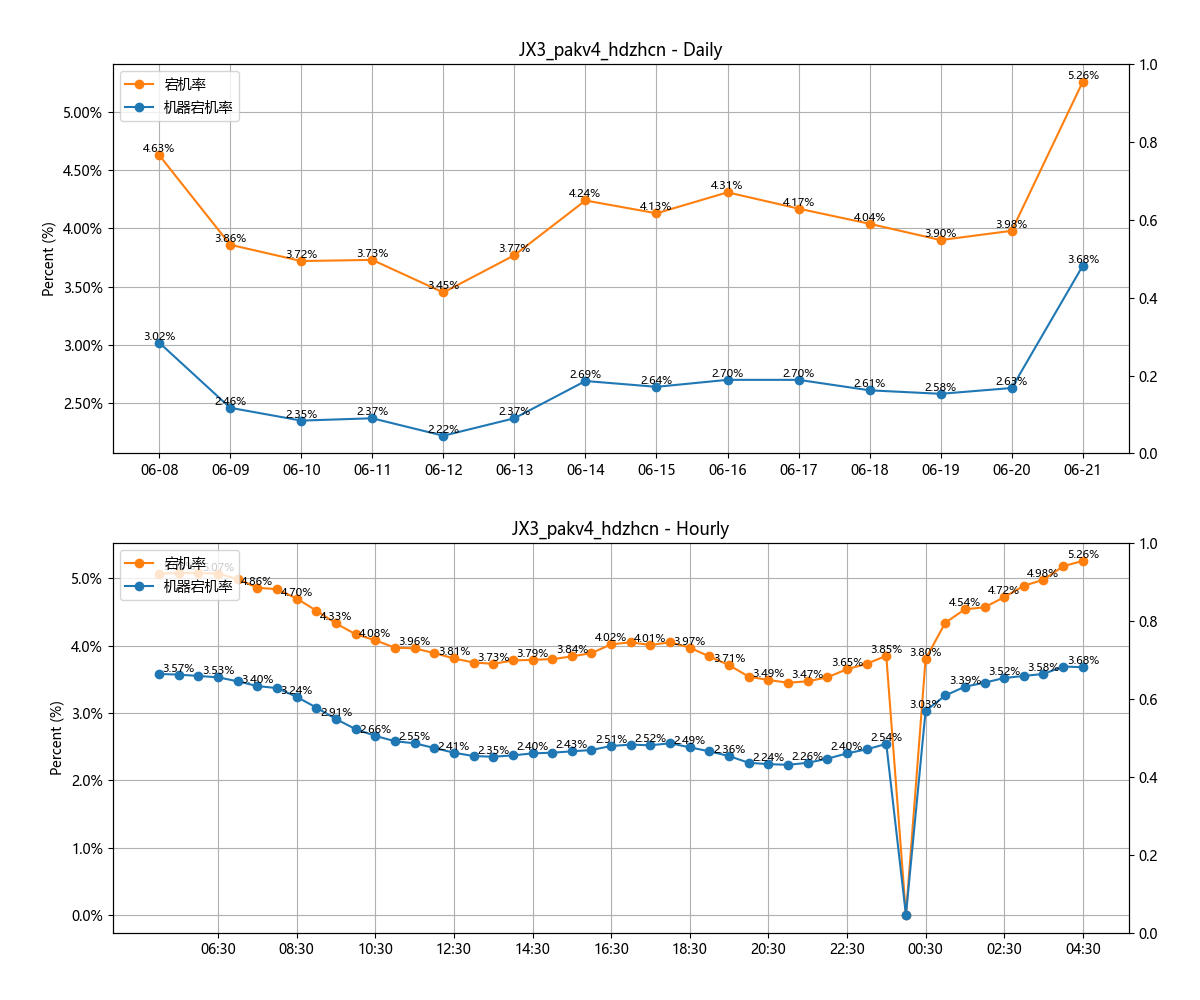 JX3_pakv4_hdzhcn - Daily
宕机率
机器宕机率
Percent (%)
5.00%
4.50%
4.00%
3.50%
3.00%
2.50%
1.0
0.8
0.6
0.4
0.2
0.0
4.63% 3.86% 3.72% 3.73% 3.45% 3.77% 4.24% 4.13% 4.31% 4.17% 4.04% 3.90% 3.98% 5.26%
3.02% 2.46% 2.35% 2.37% 2.22% 2.37% 2.69% 2.64% 2.70% 2.70% 2.61% 2.58% 2.63% 3.68%
06-08 06-09 06-10 06-11 06-12 06-13 06-14 06-15 06-16 06-17 06-18 06-19 06-20 06-21
JX3_pakv4_hdzhcn - Hourly
宕机率
机器宕机率
Percent (%)
5.0%
4.0%
3.0%
2.0%
1.0%
0.0%
1.0
0.8
0.6
0.4
0.2
0.0
5.07% 4.86% 4.70% 4.33% 4.08% 3.96% 3.81% 3.73% 3.79% 3.84% 4.02% 4.01% 3.97% 3.71% 3.49% 3.47% 3.65% 3.85% 3.80% 4.54% 4.72% 4.98% 5.26%
3.57% 3.53% 3.40% 3.24% 2.91% 2.66% 2.55% 2.41% 2.35% 2.40% 2.43% 2.51% 2.52% 2.49% 2.36% 2.24% 2.26% 2.40% 2.54% 3.03% 3.39% 3.52% 3.58% 3.68%
06:30 08:30 10:30 12:30 14:30 16:30 18:30 20:30 22:30 00:30 02:30 04:30